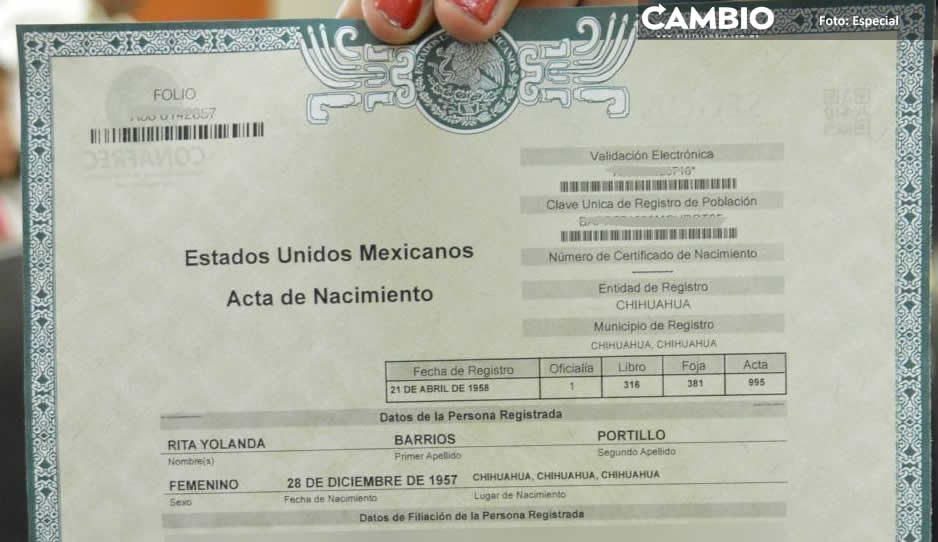 CAMBIO
Foto: Especial
FOLIO
CONAFREC
Validación Electrónica
Clave Unica de Registro de Población
Número de Certificado de Nacimiento
Estados Unidos Mexicanos
Acta de Nacimiento
Entidad de Registro
CHIHUAHUA
Municipio de Registro
CHIHUAHUA, CHIHUAHUA
Fecha de Registro Oficialía Libro Foja Acta
21 DE ABRIL DE 1958 1 316 381 995
Datos de la Persona Registrada
RITA YOLANDA BARRIOS PORTILLO
Nombre(s) Primer Apellido Segundo Apellido
FEMENINO 28 DE DICIEMBRE DE 1957 CHIHUAHUA, CHIHUAHUA, CHIHUAHUA
Sexo Fecha de Nacimiento Lugar de Nacimiento
Datos de Filiación de la Persona Registrada